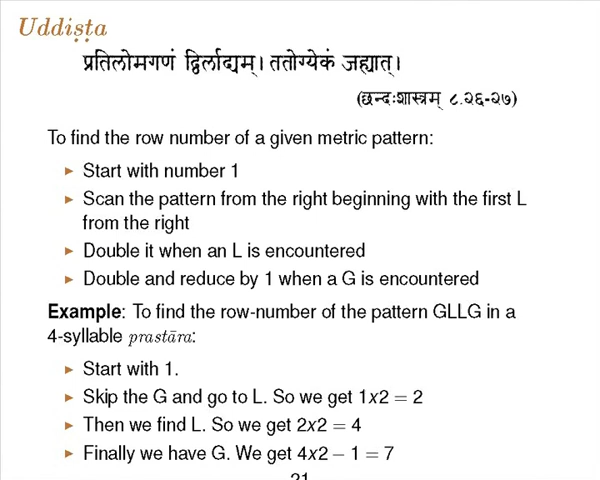 Uddiṣṭa
प्रतिलोमगणं द्विर्लाद्यम्। ततोग्येकं जह्यात्।
(छन्दःशास्त्रम् ८.२६-२७)
To find the row number of a given metric pattern:
▸ Start with number 1
▸ Scan the pattern from the right beginning with the first L
from the right
▸ Double it when an L is encountered
▸ Double and reduce by 1 when a G is encountered
Example: To find the row-number of the pattern GLLG in a
4-syllable prastāra:
▸ Start with 1.
▸ Skip the G and go to L. So we get 1x2 = 2
▸ Then we find L. So we get 2x2 = 4
▸ Finally we have G. We get 4x2 − 1 = 7
21